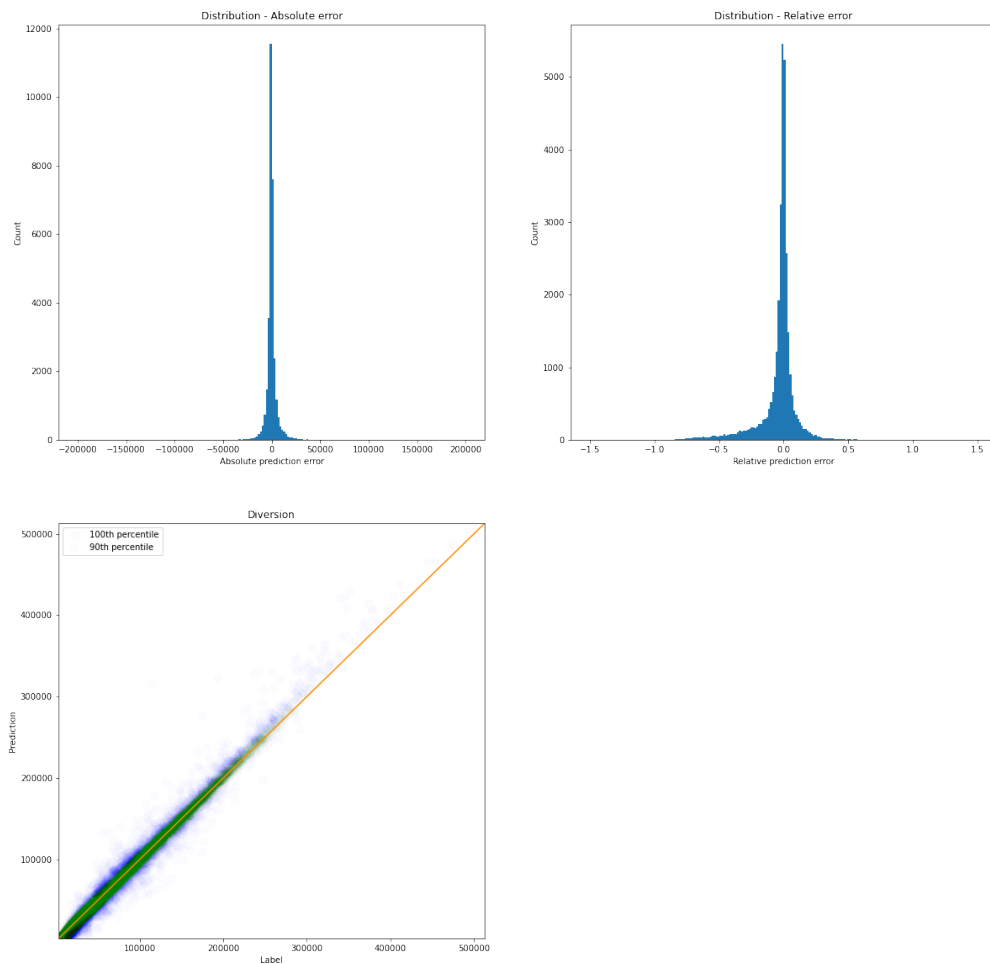 Distribution - Absolute error
12000
10000
8000
6000
4000
2000
0
Count
−200000 −150000 −100000 −50000 0 50000 100000 150000 200000
Absolute prediction error
Distribution - Relative error
5000
4000
3000
2000
1000
0
Count
−1.5 −1.0 −0.5 0.0 0.5 1.0 1.5
Relative prediction error
Diversion
100th percentile
90th percentile
500000
400000
300000
200000
100000
Prediction
100000 200000 300000 400000 500000
Label